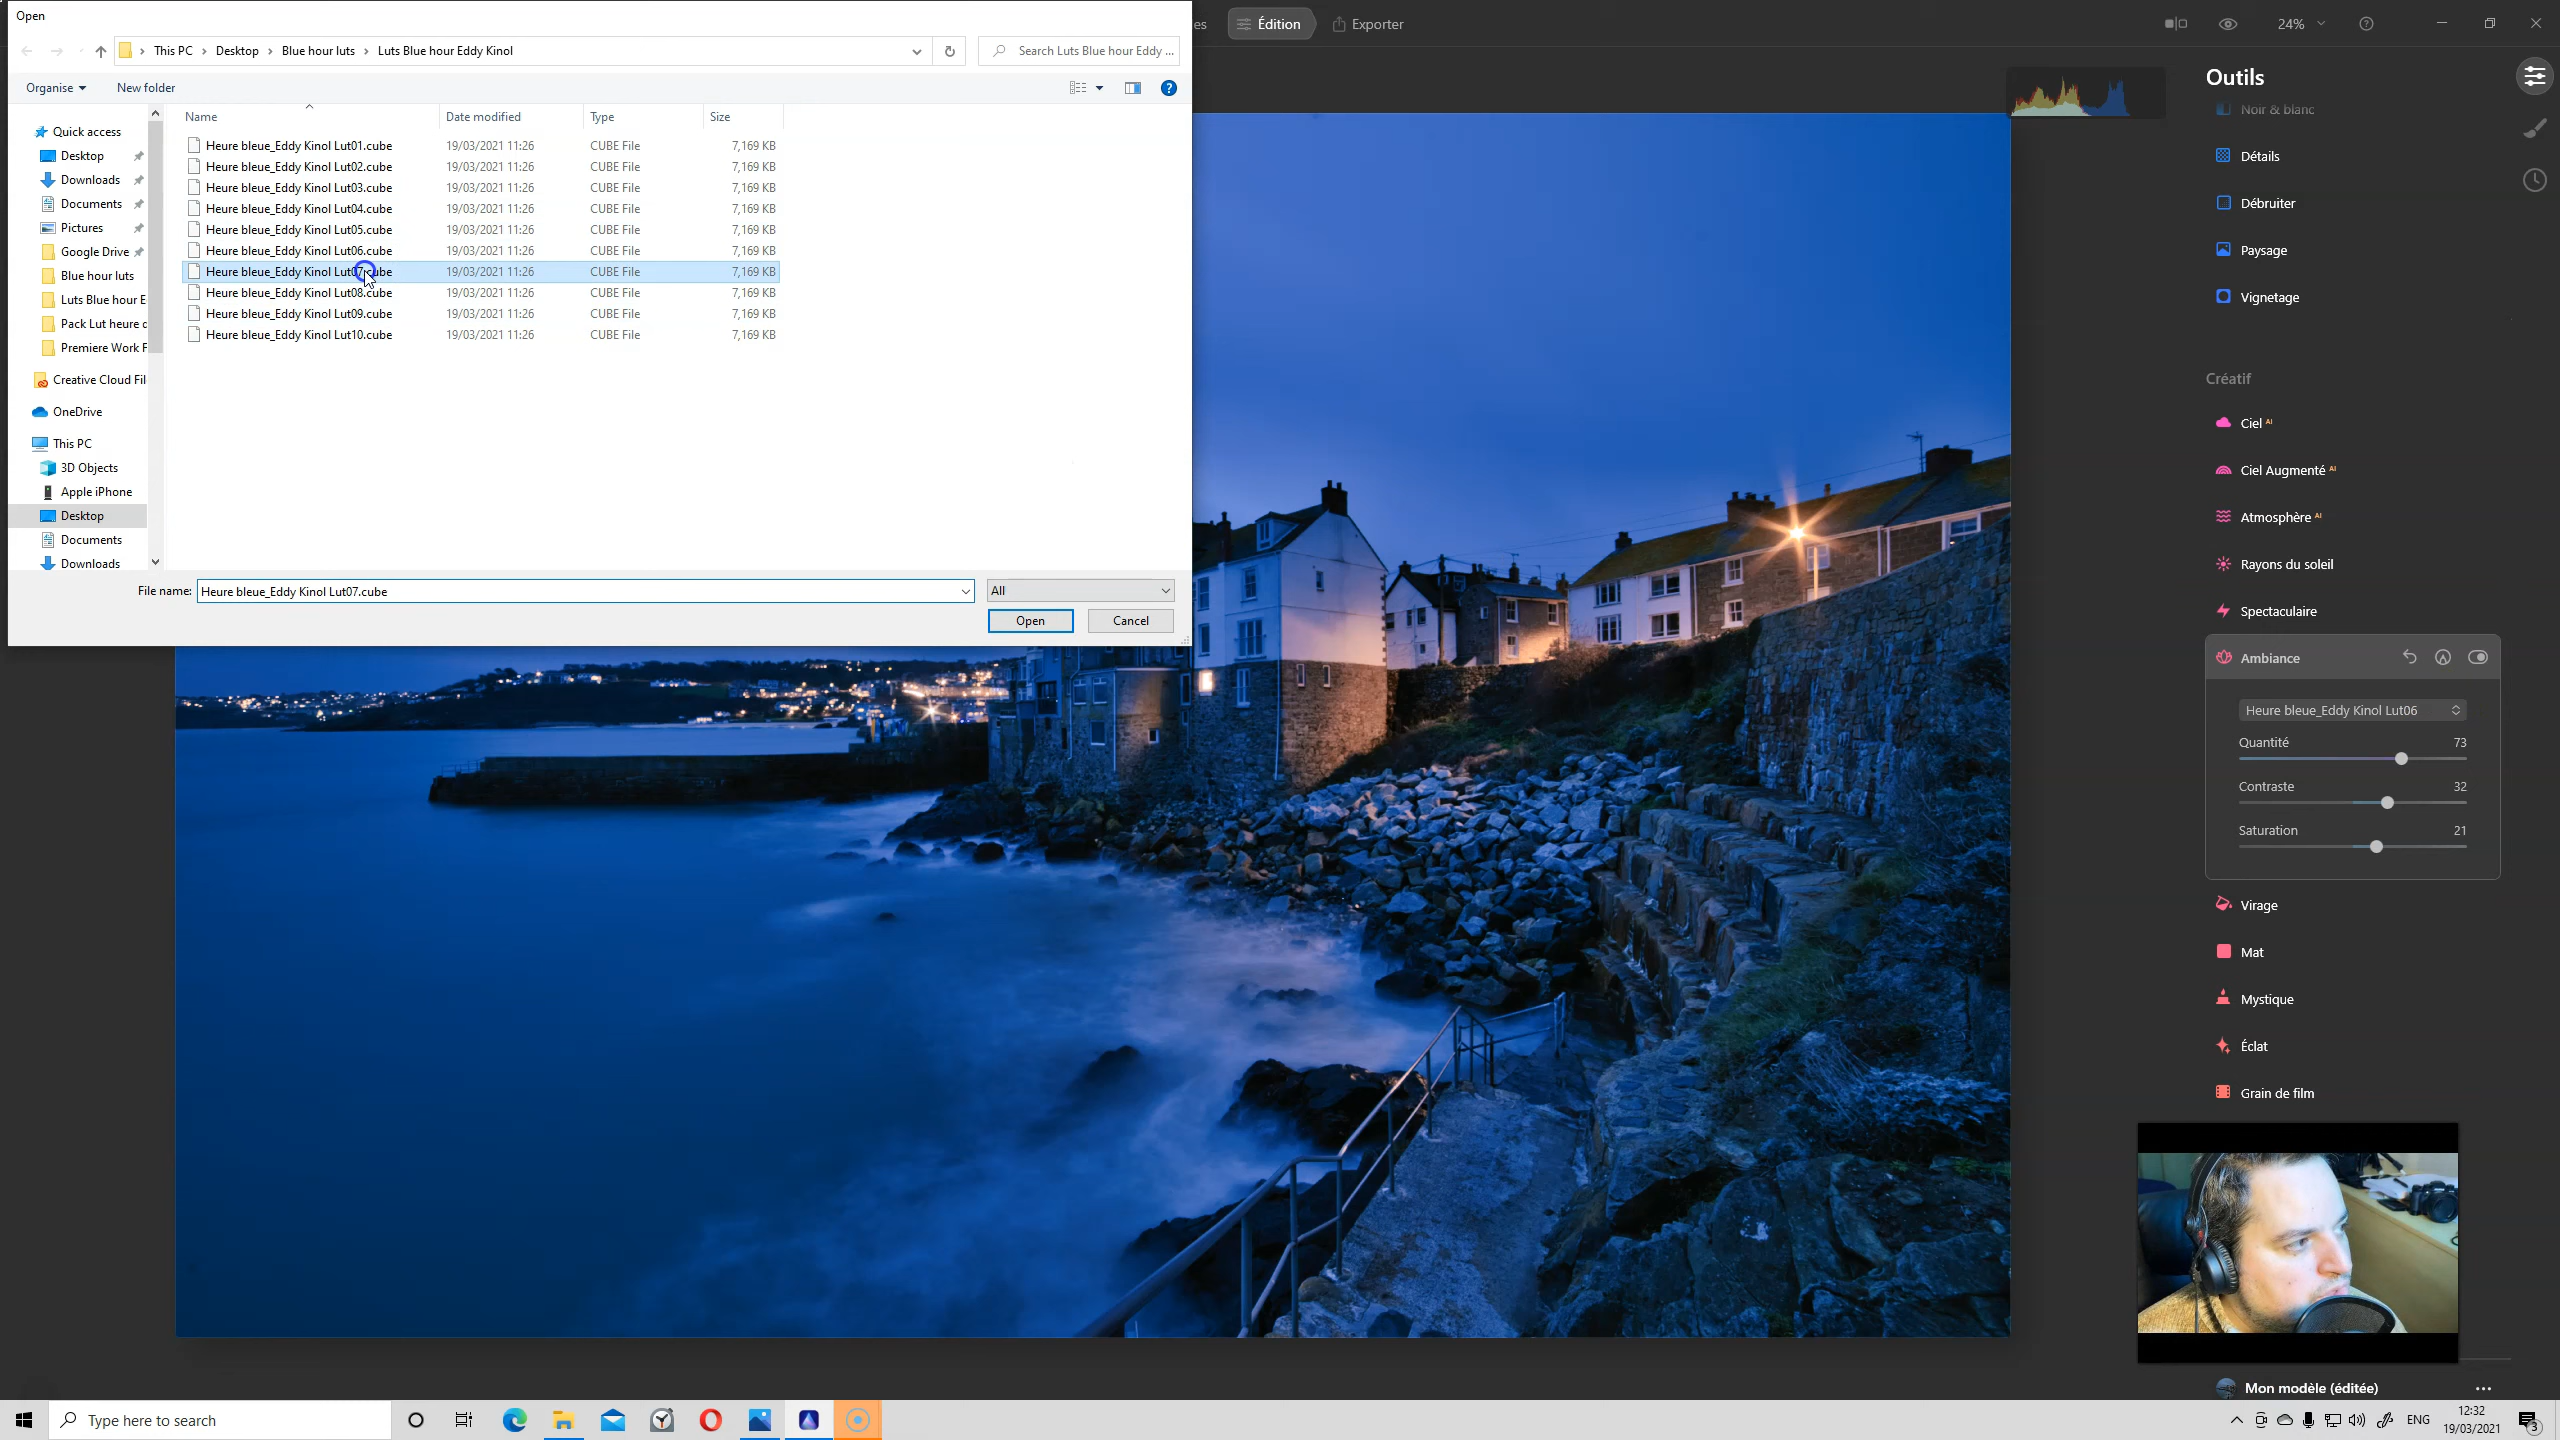 Open
This PC > Desktop > Blue hour luts > Luts Blue hour Eddy Kinol
Search Luts Blue hour Eddy ...
Organise
New folder
Name Date modified Type Size
Heure bleue_Eddy Kinol Lut01.cube 19/03/2021 11:26 CUBE File 7,169 KB
Heure bleue_Eddy Kinol Lut02.cube 19/03/2021 11:26 CUBE File 7,169 KB
Heure bleue_Eddy Kinol Lut03.cube 19/03/2021 11:26 CUBE File 7,169 KB
Heure bleue_Eddy Kinol Lut04.cube 19/03/2021 11:26 CUBE File 7,169 KB
Heure bleue_Eddy Kinol Lut05.cube 19/03/2021 11:26 CUBE File 7,169 KB
Heure bleue_Eddy Kinol Lut06.cube 19/03/2021 11:26 CUBE File 7,169 KB
Heure bleue_Eddy Kinol Lut07.cube 19/03/2021 11:26 CUBE File 7,169 KB
Heure bleue_Eddy Kinol Lut08.cube 19/03/2021 11:26 CUBE File 7,169 KB
Heure bleue_Eddy Kinol Lut09.cube 19/03/2021 11:26 CUBE File 7,169 KB
Heure bleue_Eddy Kinol Lut10.cube 19/03/2021 11:26 CUBE File 7,169 KB
Quick access
Desktop
Downloads
Documents
Pictures
Google Drive
Blue hour luts
Luts Blue hour E
Pack Lut heure
Premiere Work F
Creative Cloud Fil
OneDrive
This PC
3D Objects
Apple iPhone
Desktop
Documents
Downloads
File name: Heure bleue_Eddy Kinol Lut07.cube
All
Open
Cancel
es
Édition
Exporter
24%
Outils
Noir & blanc
Détails
Débruiter
Paysage
Vignetage
Créatif
Ciel AI
Ciel Augmenté AI
Atmosphère AI
Rayons du soleil
Spectaculaire
Ambiance
Heure bleue_Eddy Kinol Lut06
Quantité 73
Contraste 32
Saturation 21
Virage
Mat
Mystique
Éclat
Grain de film
Mon modèle (éditée)
Type here to search
ENG
12:32
19/03/2021
3